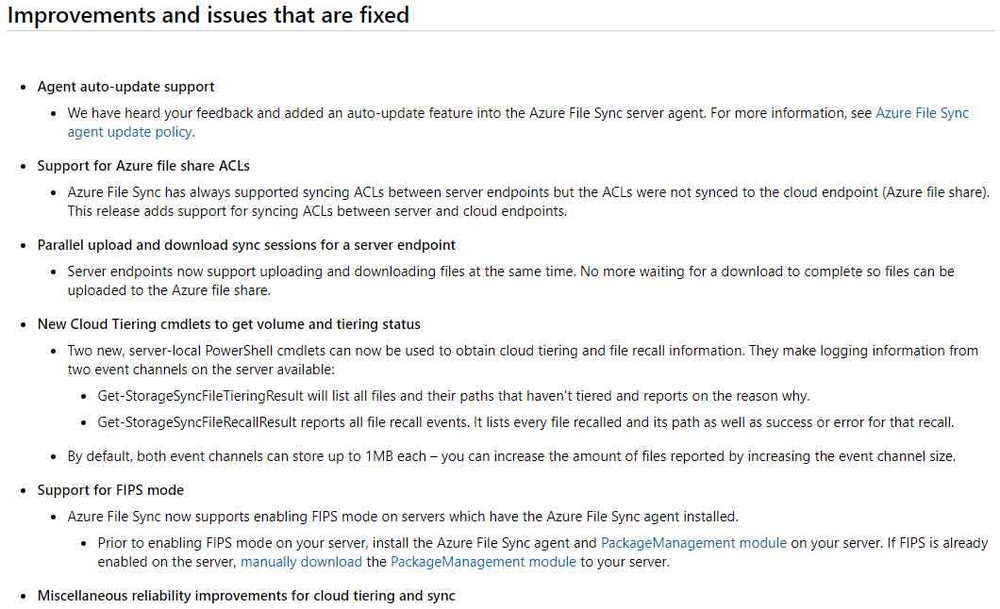 Improvements and issues that are fixed
• Agent auto-update support
• We have heard your feedback and added an auto-update feature into the Azure File Sync server agent. For more information, see Azure File Sync
agent update policy.
• Support for Azure file share ACLs
• Azure File Sync has always supported syncing ACLs between server endpoints but the ACLs were not synced to the cloud endpoint (Azure file share).
This release adds support for syncing ACLs between server and cloud endpoints.
• Parallel upload and download sync sessions for a server endpoint
• Server endpoints now support uploading and downloading files at the same time. No more waiting for a download to complete so files can be
uploaded to the Azure file share.
• New Cloud Tiering cmdlets to get volume and tiering status
• Two new, server-local PowerShell cmdlets can now be used to obtain cloud tiering and file recall information. They make logging information from
two event channels on the server available:
• Get-StorageSyncFileTieringResult will list all files and their paths that haven't tiered and reports on the reason why.
• Get-StorageSyncFileRecallResult reports all file recall events. It lists every file recalled and its path as well as success or error for that recall.
• By default, both event channels can store up to 1MB each – you can increase the amount of files reported by increasing the event channel size.
• Support for FIPS mode
• Azure File Sync now supports enabling FIPS mode on servers which have the Azure File Sync agent installed.
• Prior to enabling FIPS mode on your server, install the Azure File Sync agent and PackageManagement module on your server. If FIPS is already
enabled on the server, manually download the PackageManagement module to your server.
• Miscellaneous reliability improvements for cloud tiering and sync